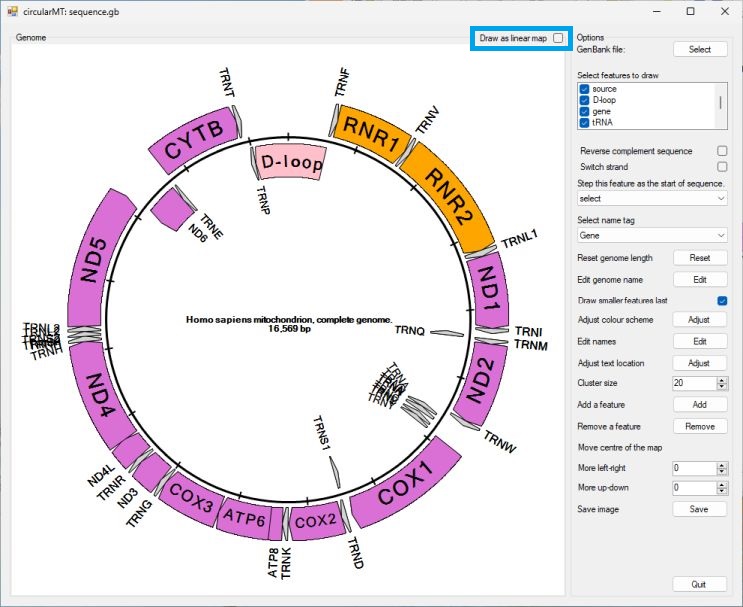 circularMT: sequence.gb
Genome
Draw as linear map
Options
GenBank file:
Select
Select features to draw
source
D-loop
gene
tRNA
Reverse complement sequence
Switch strand
Step this feature as the start of sequence.
select
Select name tag
Gene
Reset genome length
Reset
Edit genome name
Edit
Draw smaller features last
Adjust colour scheme
Adjust
Edit names
Edit
Adjust text location
Adjust
Cluster size
20
Add a feature
Add
Remove a feature
Remove
Move centre of the map
More left-right
0
More up-down
0
Save image
Save
Quit
TRNT
TRNF
CYTB
RNR1
TRNV
D-loop
RNR2
TRNP
TRNE
ND6
TRNL1
ND5
ND1
Homo sapiens mitochondrion, complete genome.
16,569 bp
TRNL2
TRNH
TRNQ
TRNI
TRNM
ND4
ND2
TRNW
TRNS1
ND4L
TRNR
ND3
TRNG
COX3
ATP6
ATP8
TRNK
COX2
TRND
COX1